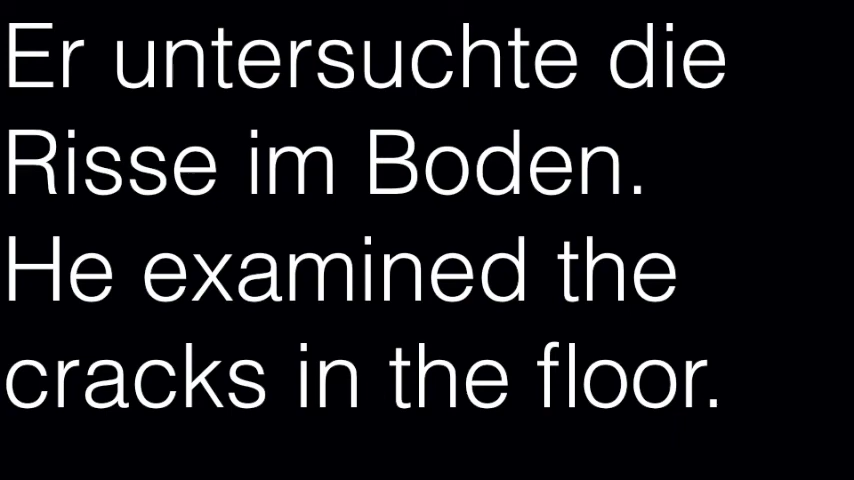 Er untersuchte die
Risse im Boden.
He examined the
cracks in the floor.